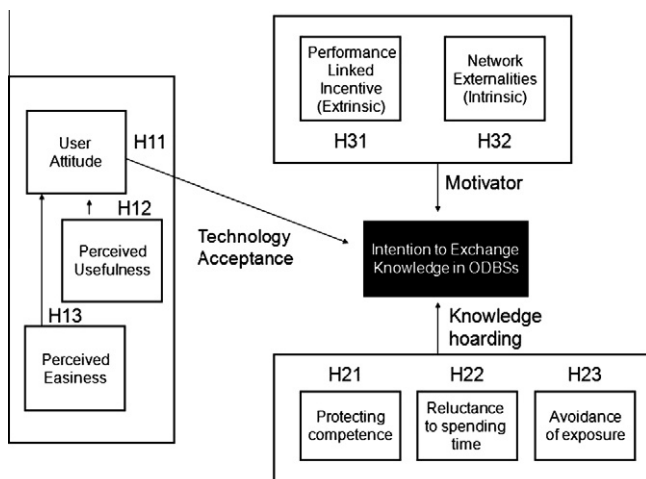 Performance
Linked
Incentive
(Extrinsic)
Network
Externalities
(Intrinsic)
H31
H32
Motivator
User
Attitude
H11
H12
Perceived
Usefulness
H13
Perceived
Easiness
Technology
Acceptance
Intention to Exchange
Knowledge in ODBSs
Knowledge
hoarding
H21
H22
H23
Protecting
competence
Reluctance
to spending
time
Avoidance
of exposure